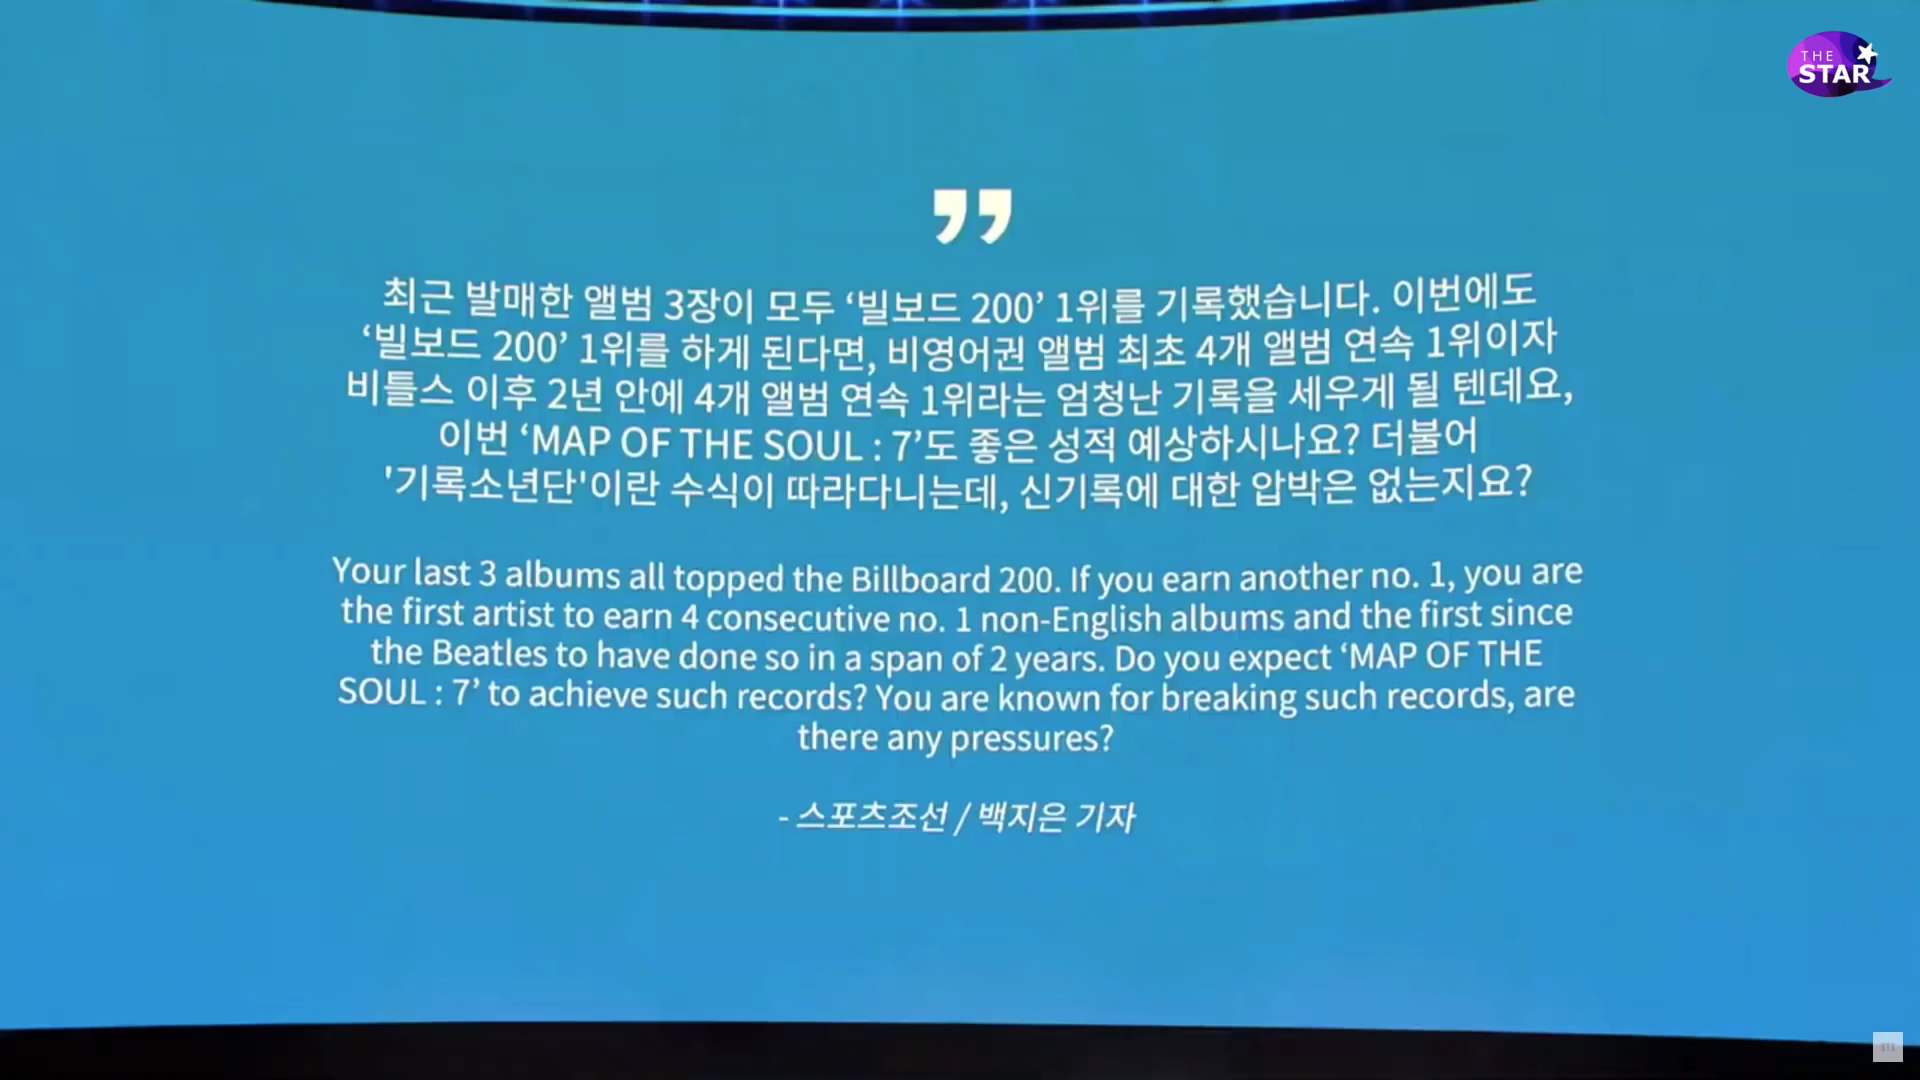 THE
STAR
”
최근 발매한 앨범 3장이 모두 ‘빌보드 200’ 1위를 기록했습니다. 이번에도
‘빌보드 200’ 1위를 하게 된다면, 비영어권 앨범 최초 4개 앨범 연속 1위이자
비틀스 이후 2년 안에 4개 앨범 연속 1위라는 엄청난 기록을 세우게 될 텐데요,
이번 ‘MAP OF THE SOUL : 7’도 좋은 성적 예상하시나요? 더불어
'기록소년단'이란 수식이 따라다니는데, 신기록에 대한 압박은 없는지요?
Your last 3 albums all topped the Billboard 200. If you earn another no. 1, you are
the first artist to earn 4 consecutive no. 1 non-English albums and the first since
the Beatles to have done so in a span of 2 years. Do you expect ‘MAP OF THE
SOUL : 7’ to achieve such records? You are known for breaking such records, are
there any pressures?
- 스포츠조선 / 백지은 기자